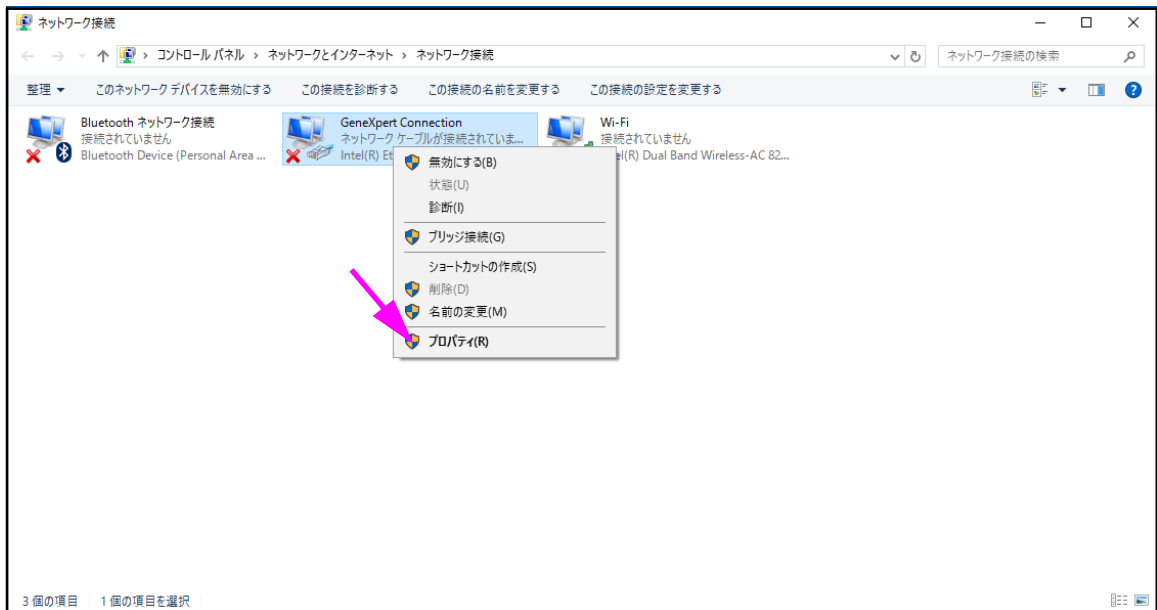 ネットワーク接続
コントロール パネル › ネットワークとインターネット › ネットワーク接続
ネットワーク接続の検索
整理 このネットワーク デバイスを無効にする この接続を診断する この接続の名前を変更する この接続の設定を変更する
Bluetooth ネットワーク接続
接続されていません
Bluetooth Device (Personal Area ...
GeneXpert Connection
ネットワーク ケーブルが接続されていま...
Intel(R) Et
Wi-Fi
接続されていません
el(R) Dual Band Wireless-AC 82...
無効にする(B)
状態(U)
診断(I)
ブリッジ接続(G)
ショートカットの作成(S)
削除(D)
名前の変更(M)
プロパティ(R)
3 個の項目 1 個の項目を選択